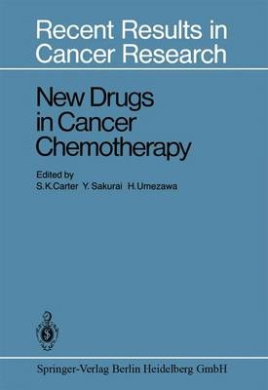 Recent Results in
Cancer Research
New Drugs
in Cancer
Chemotherapy
Edited by
S.K.Carter Y. Sakurai H. Umezawa
Springer-Verlag Berlin Heidelberg GmbH